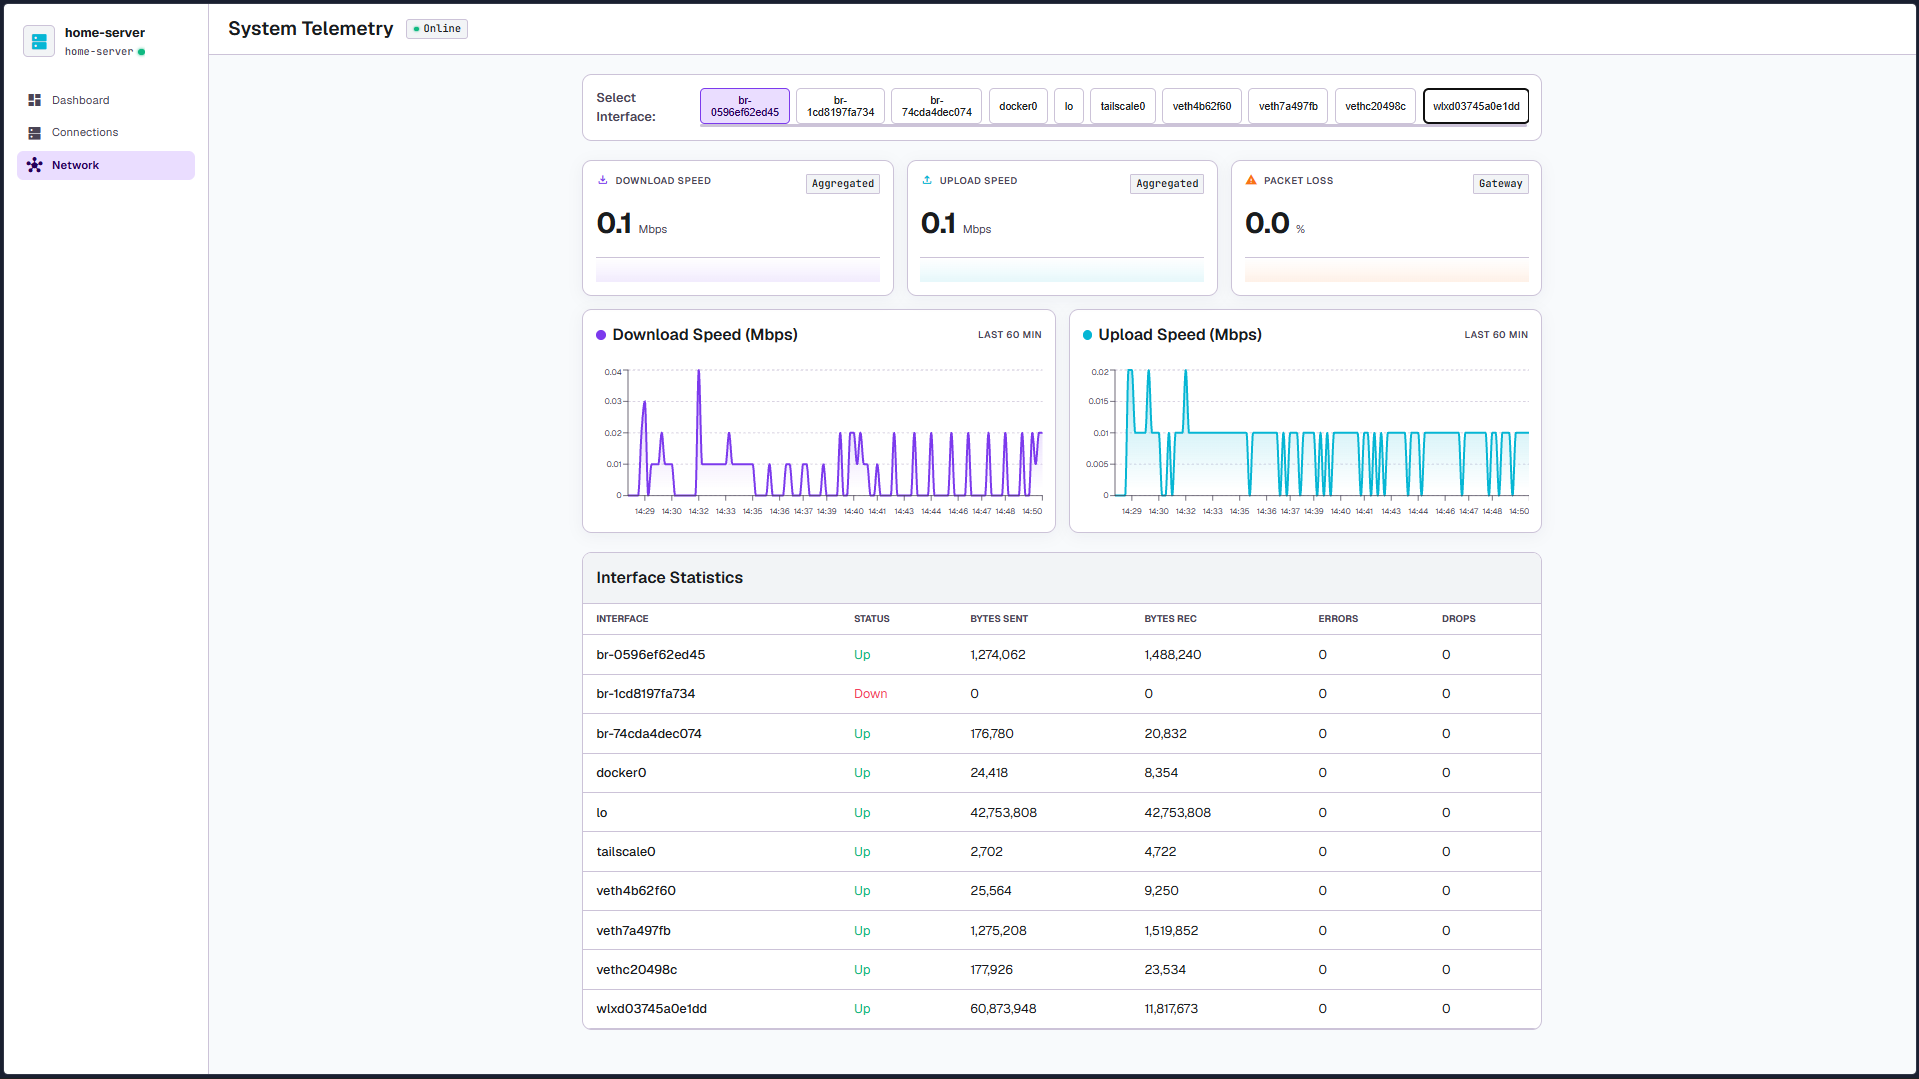 home-server
home-server
Dashboard
Connections
Network
System Telemetry
Online
Select
Interface:
br-
0596ef62ed45
br-
1cd8197fa734
br-
74cda4dec074
docker0
lo
tailscale0
veth4b62f60
veth7a497fb
vethc20498c
wlxd03745a0e1dd
DOWNLOAD SPEED
Aggregated
0.1 Mbps
UPLOAD SPEED
Aggregated
0.1 Mbps
PACKET LOSS
Gateway
0.0 %
Download Speed (Mbps)
LAST 60 MIN
0.04
0.03
0.02
0.01
0
14:29 14:30 14:32 14:33 14:35 14:36 14:37 14:39 14:40 14:41 14:43 14:44 14:46 14:47 14:48 14:50
Upload Speed (Mbps)
LAST 60 MIN
0.02
0.015
0.01
0.005
0
14:29 14:30 14:32 14:33 14:35 14:36 14:37 14:39 14:40 14:41 14:43 14:44 14:46 14:47 14:48 14:50
Interface Statistics
INTERFACE STATUS BYTES SENT BYTES REC ERRORS DROPS
br-0596ef62ed45 Up 1,274,062 1,488,240 0 0
br-1cd8197fa734 Down 0 0 0 0
br-74cda4dec074 Up 176,780 20,832 0 0
docker0 Up 24,418 8,354 0 0
lo Up 42,753,808 42,753,808 0 0
tailscale0 Up 2,702 4,722 0 0
veth4b62f60 Up 25,564 9,250 0 0
veth7a497fb Up 1,275,208 1,519,852 0 0
vethc20498c Up 177,926 23,534 0 0
wlxd03745a0e1dd Up 60,873,948 11,817,673 0 0